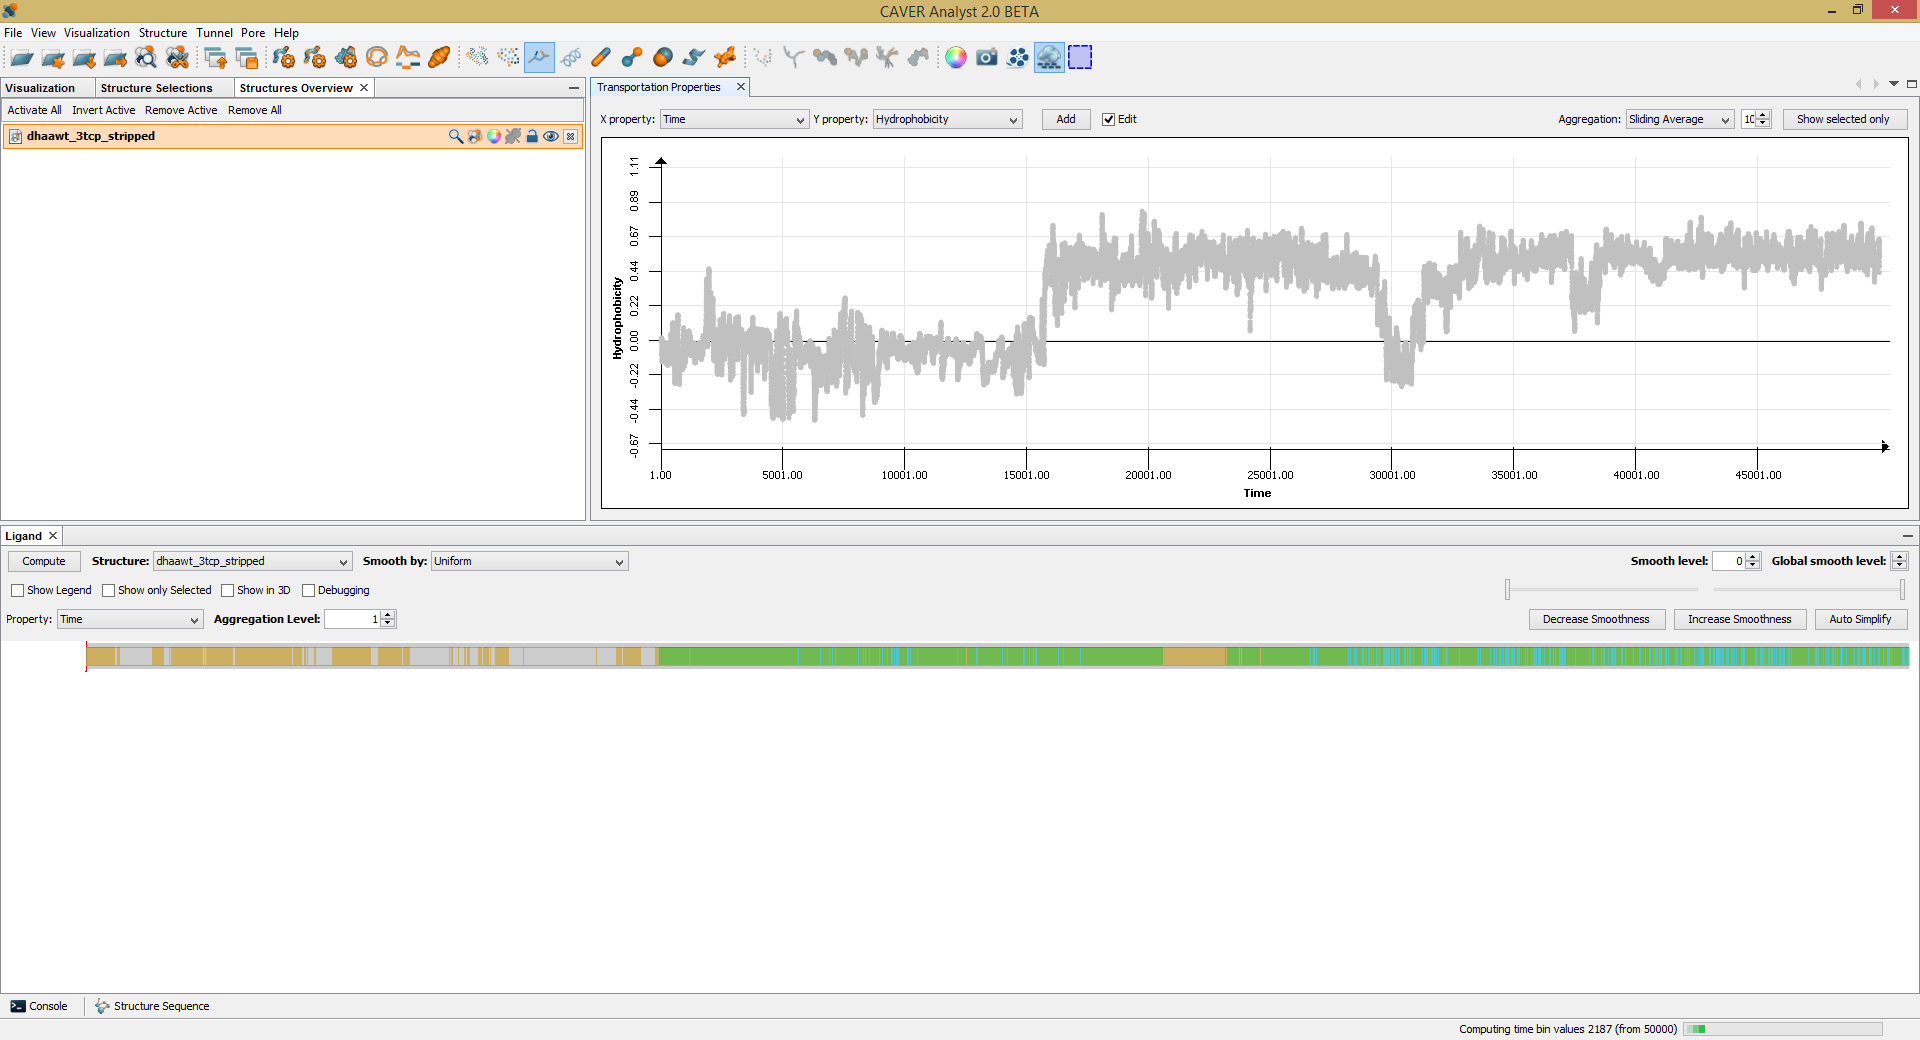 CAVER Analyst 2.0 BETA
File View Visualization Structure Tunnel Pore Help
Visualization Structure Selections Structures Overview
Activate All Invert Active Remove Active Remove All
dhaawt_3tcp_stripped
Transportation Properties
X property: Time Y property: Hydrophobicity Add Edit Aggregation: Sliding Average 10 Show selected only
1.11
0.89
0.67
0.44
0.22
0.00
-0.22
-0.44
-0.67
Hydrophobicity
1.00 5001.00 10001.00 15001.00 20001.00 25001.00 30001.00 35001.00 40001.00 45001.00
Time
Ligand
Compute Structure: dhaawt_3tcp_stripped Smooth by: Uniform Smooth level: 0 Global smooth level:
Show Legend Show only Selected Show in 3D Debugging
Property: Time Aggregation Level: 1 Decrease Smoothness Increase Smoothness Auto Simplify
Console Structure Sequence
Computing time bin values 2187 (from 50000)